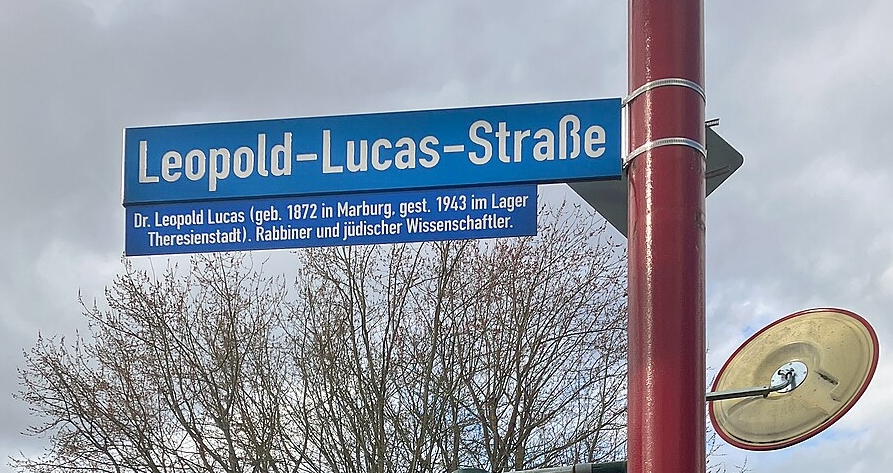 Leopold-Lucas-Straße
Dr. Leopold Lucas (geb. 1872 in Marburg, gest. 1943 im Lager
Theresienstadt). Rabbiner und jüdischer Wissenschaftler.